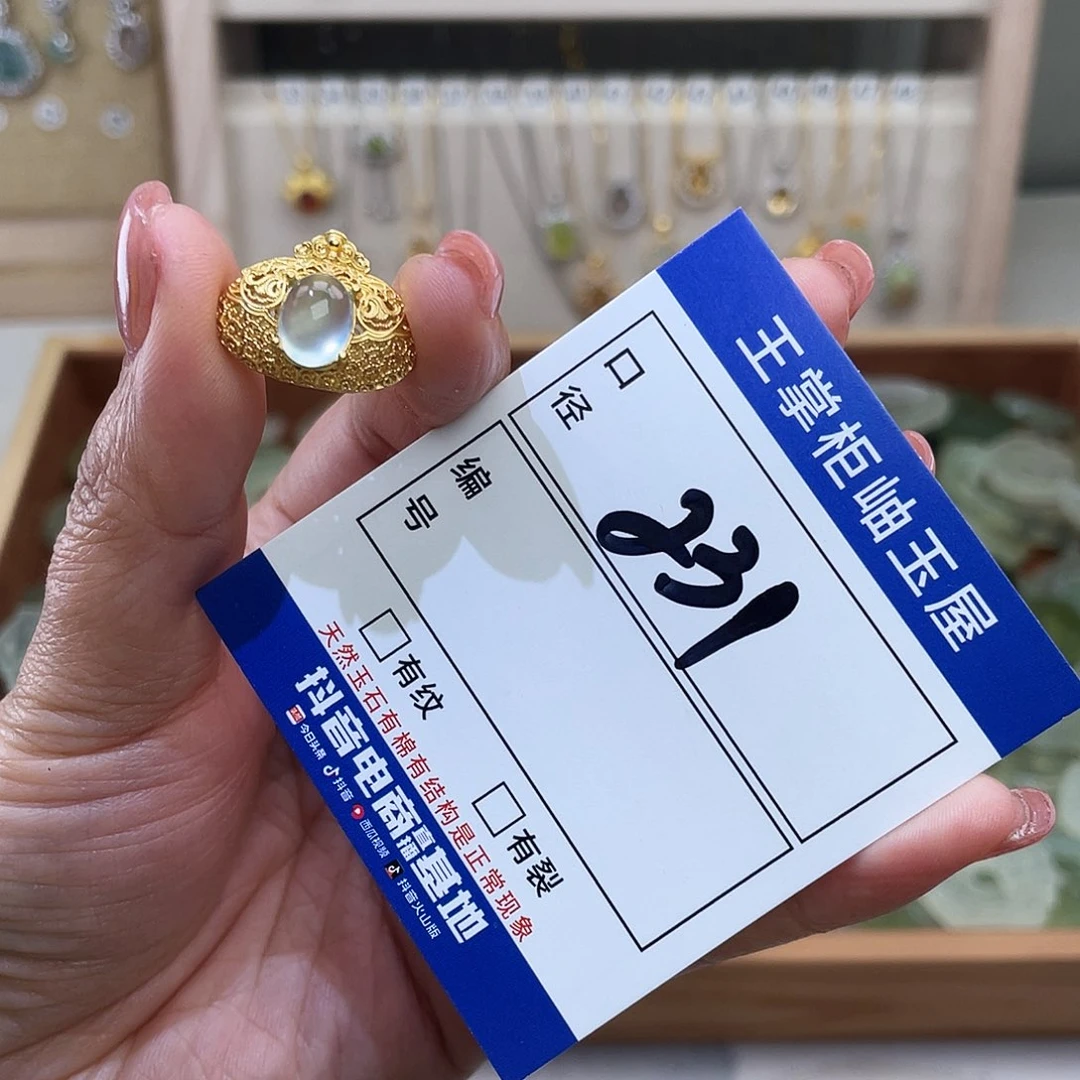 王掌柜岫玉屋
口径
331
编号
有纹
有裂
天然玉石有棉有结构是正常现象
抖音电商直播基地
今日头条 抖音 西瓜视频 抖音火山版